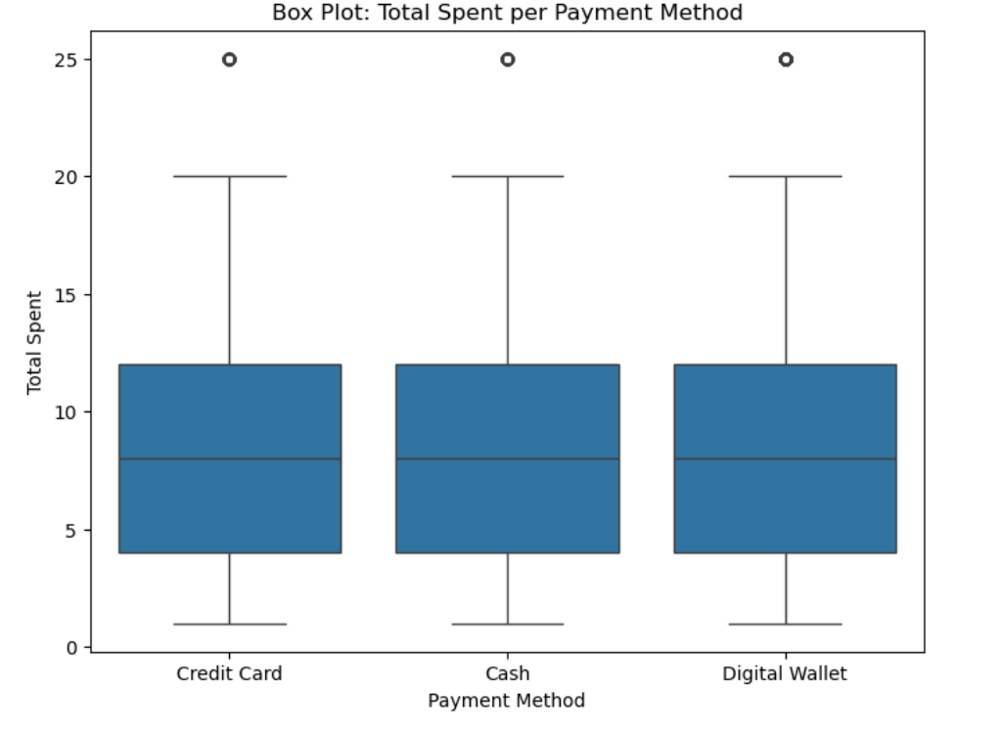 Box Plot: Total Spent per Payment Method
25
20
15
10
5
0
Total Spent
Credit Card
Cash
Digital Wallet
Payment Method